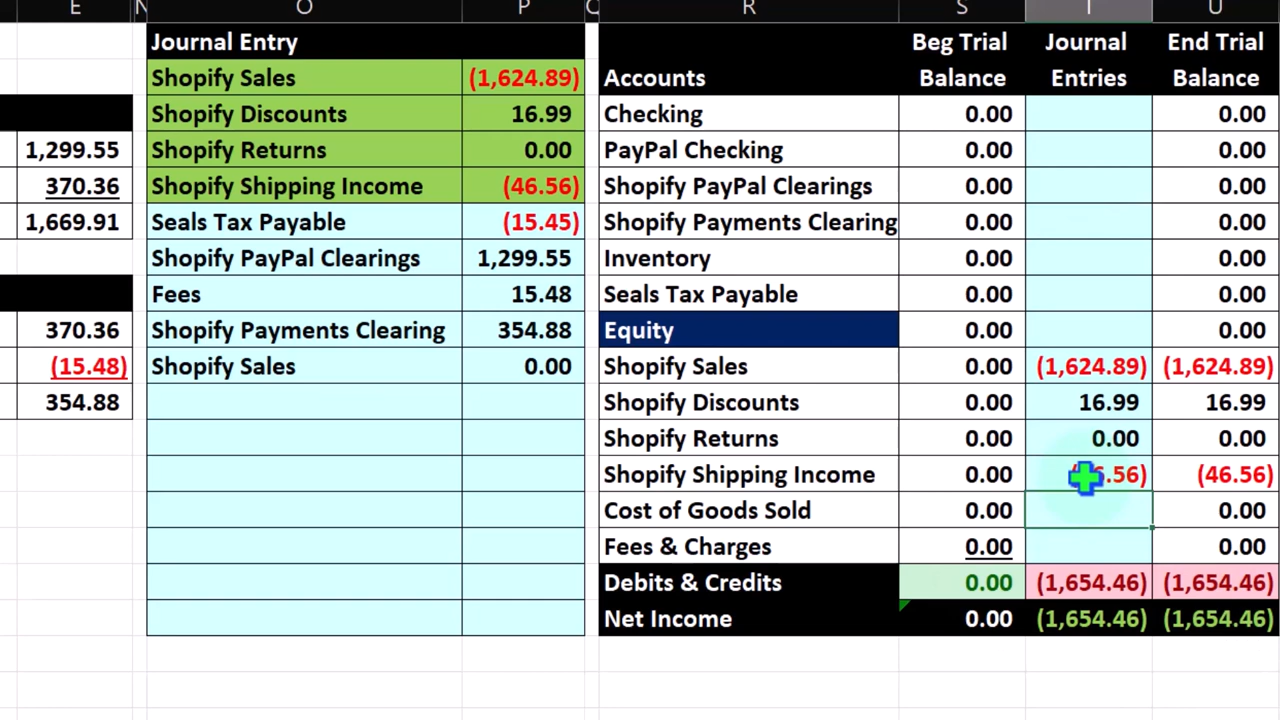 E N O P Q R S T U
Journal Entry
Shopify Sales (1,624.89)
Shopify Discounts 16.99
1,299.55 Shopify Returns 0.00
370.36 Shopify Shipping Income (46.56)
1,669.91 Seals Tax Payable (15.45)
Shopify PayPal Clearings 1,299.55
Fees 15.48
370.36 Shopify Payments Clearing 354.88
(15.48) Shopify Sales 0.00
354.88
Beg Trial Journal End Trial
Accounts Balance Entries Balance
Checking 0.00 0.00
PayPal Checking 0.00 0.00
Shopify PayPal Clearings 0.00 0.00
Shopify Payments Clearing 0.00 0.00
Inventory 0.00 0.00
Seals Tax Payable 0.00 0.00
Equity 0.00 0.00
Shopify Sales 0.00 (1,624.89) (1,624.89)
Shopify Discounts 0.00 16.99 16.99
Shopify Returns 0.00 0.00 0.00
Shopify Shipping Income 0.00 (46.56) (46.56)
Cost of Goods Sold 0.00 0.00
Fees & Charges 0.00 0.00
Debits & Credits 0.00 (1,654.46) (1,654.46)
Net Income 0.00 (1,654.46) (1,654.46)